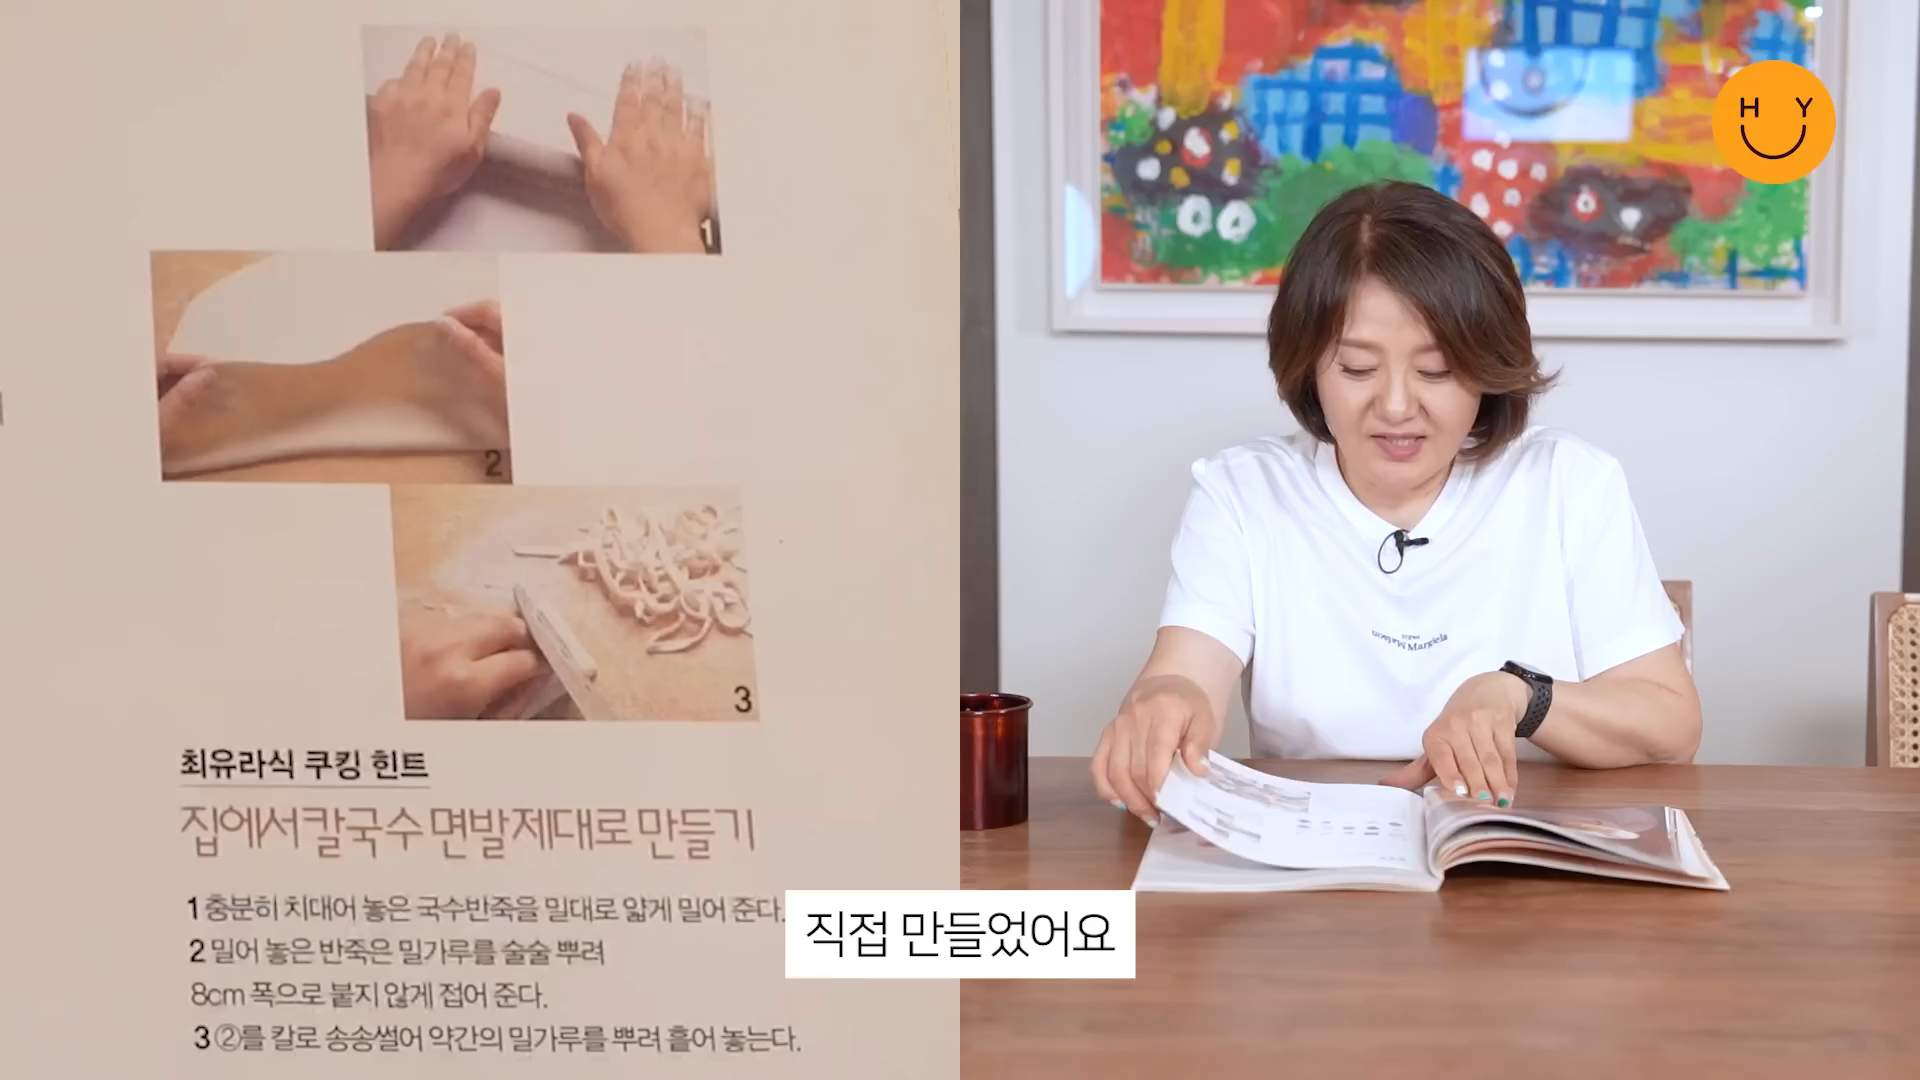 1
2
3
최유라식 쿠킹 힌트
집에서 칼국수 면발 제대로 만들기
1 충분히 치대어 놓은 국수반죽을 밀대로 얇게 밀어 준다.
2 밀어 놓은 반죽은 밀가루를 술술 뿌려
8cm 폭으로 붙지 않게 접어 준다.
3 ②를 칼로 송송썰어 약간의 밀가루를 뿌려 흩어 놓는다.
H Y
Margiela
직접 만들었어요